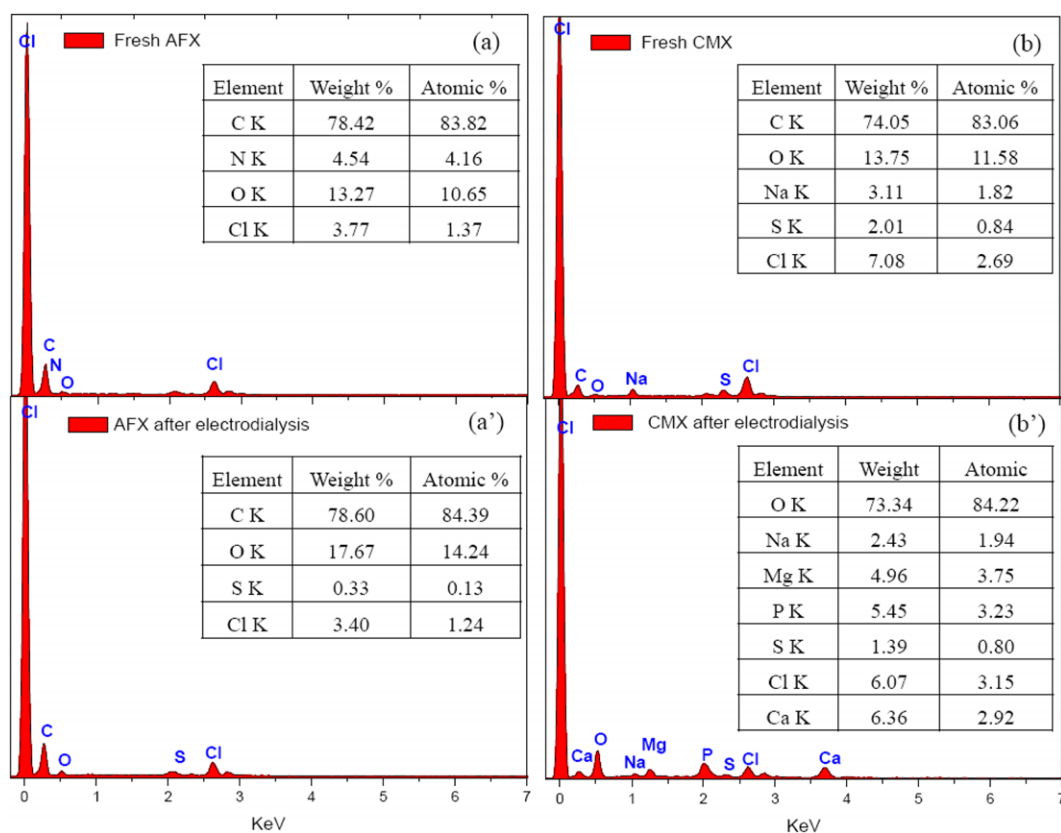 Cl
Fresh AFX
(a)
Element Weight % Atomic %
C K 78.42 83.82
N K 4.54 4.16
O K 13.27 10.65
Cl K 3.77 1.37
C
N
O
Cl
Cl
Fresh CMX
(b)
Element Weight % Atomic %
C K 74.05 83.06
O K 13.75 11.58
Na K 3.11 1.82
S K 2.01 0.84
Cl K 7.08 2.69
C
O
Na
S
Cl
Cl
AFX after electrodialysis
(a’)
Element Weight % Atomic %
C K 78.60 84.39
O K 17.67 14.24
S K 0.33 0.13
Cl K 3.40 1.24
C
O
S
Cl
0 1 2 3 4 5 6 7
KeV
Cl
CMX after electrodialysis
(b’)
Element Weight Atomic
O K 73.34 84.22
Na K 2.43 1.94
Mg K 4.96 3.75
P K 5.45 3.23
S K 1.39 0.80
Cl K 6.07 3.15
Ca K 6.36 2.92
Ca
O
Na
Mg
P
S
Cl
Ca
0 1 2 3 4 5 6 7
KeV